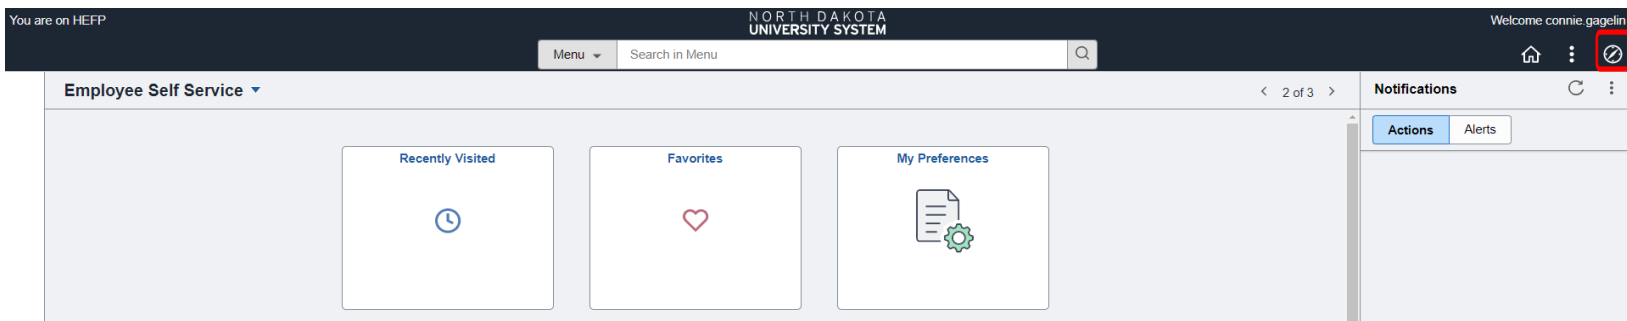 You are on HEFP
NORTH DAKOTA
UNIVERSITY SYSTEM
Welcome connie.gagelin
Menu
Search in Menu
Employee Self Service
2 of 3
Notifications
Actions
Alerts
Recently Visited
Favorites
My Preferences